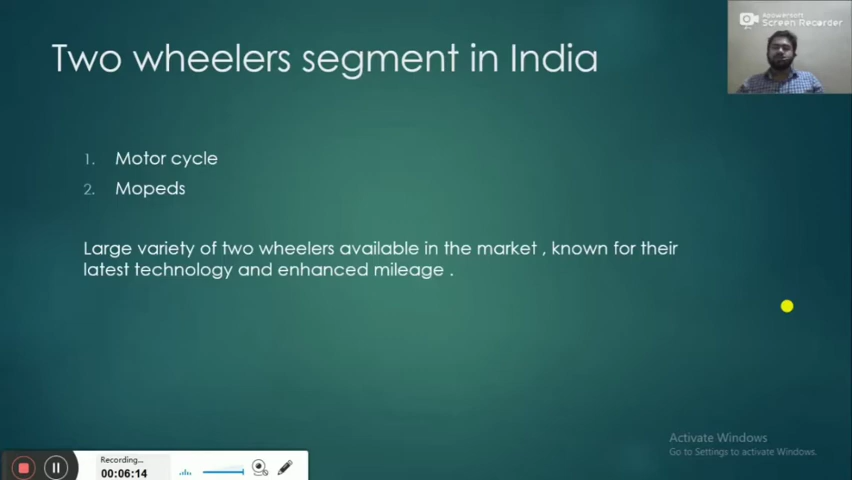 Apowersoft
Screen Recorder
Two wheelers segment in India
1. Motor cycle
2. Mopeds
Large variety of two wheelers available in the market , known for their
latest technology and enhanced mileage .
Activate Windows
Go to Settings to activate Windows.
Recording...
00:06:14